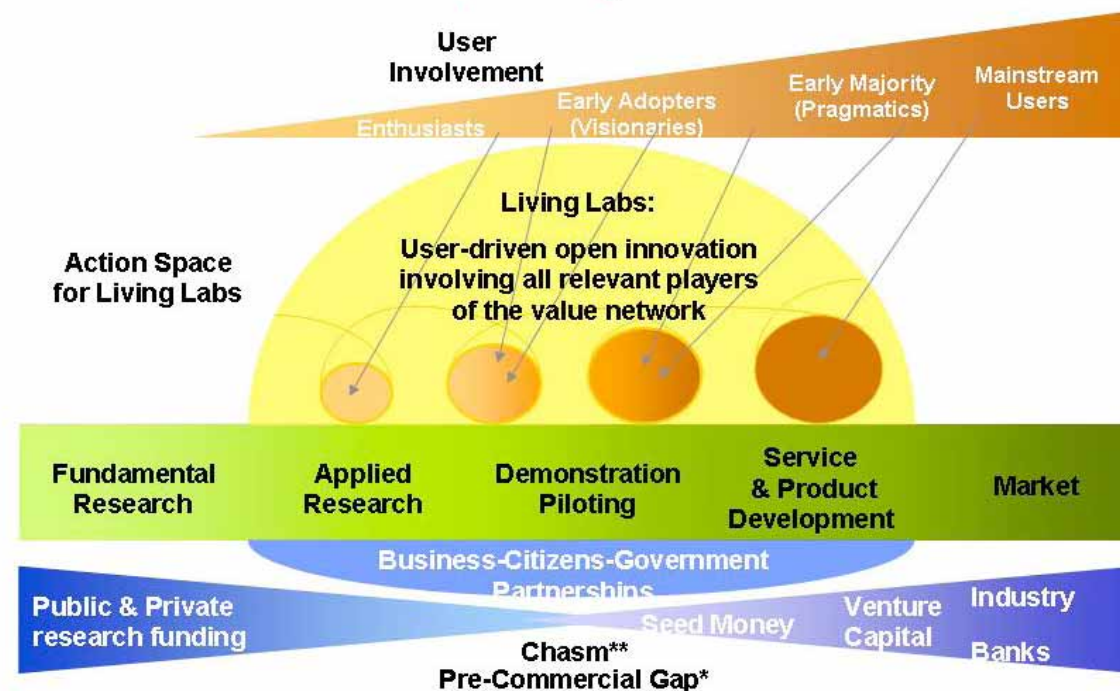 User
Involvement
Enthusiasts
Early Adopters
(Visionaries)
Early Majority
(Pragmatics)
Mainstream
Users
Action Space
for Living Labs
Living Labs:
User-driven open innovation
involving all relevant players
of the value network
Fundamental
Research
Applied
Research
Demonstration
Piloting
Service
& Product
Development
Market
Business-Citizens-Government
Partnerships
Public & Private
research funding
Seed Money
Venture
Capital
Industry
Banks
Chasm**
Pre-Commercial Gap*